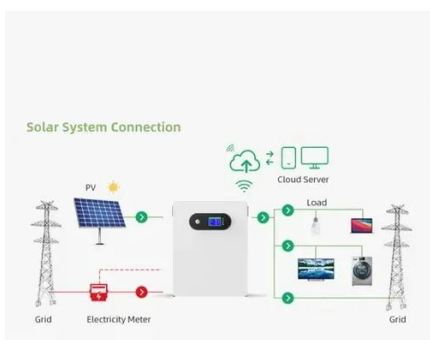 Solar System Connection
Cloud Server
PV
Load
Grid
Electricity Meter
Grid